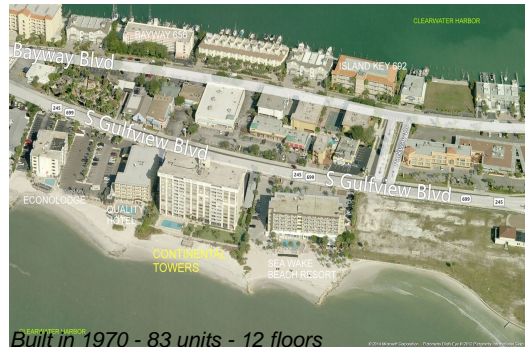 CLEARWATER HARBOR
BAYWAY 656
Bayway Blvd
ISLAND KEY 692
245
699
S Gulfview Blvd
245 699
S Gulfview Blvd
699
245
ECONOLODGE
QUALITY
HOTEL
CONTINENTAL
TOWERS
SEA WAKE
BEACH RESORT
CLEARWATER HARBOR
Built in 1970 - 83 units - 12 floors